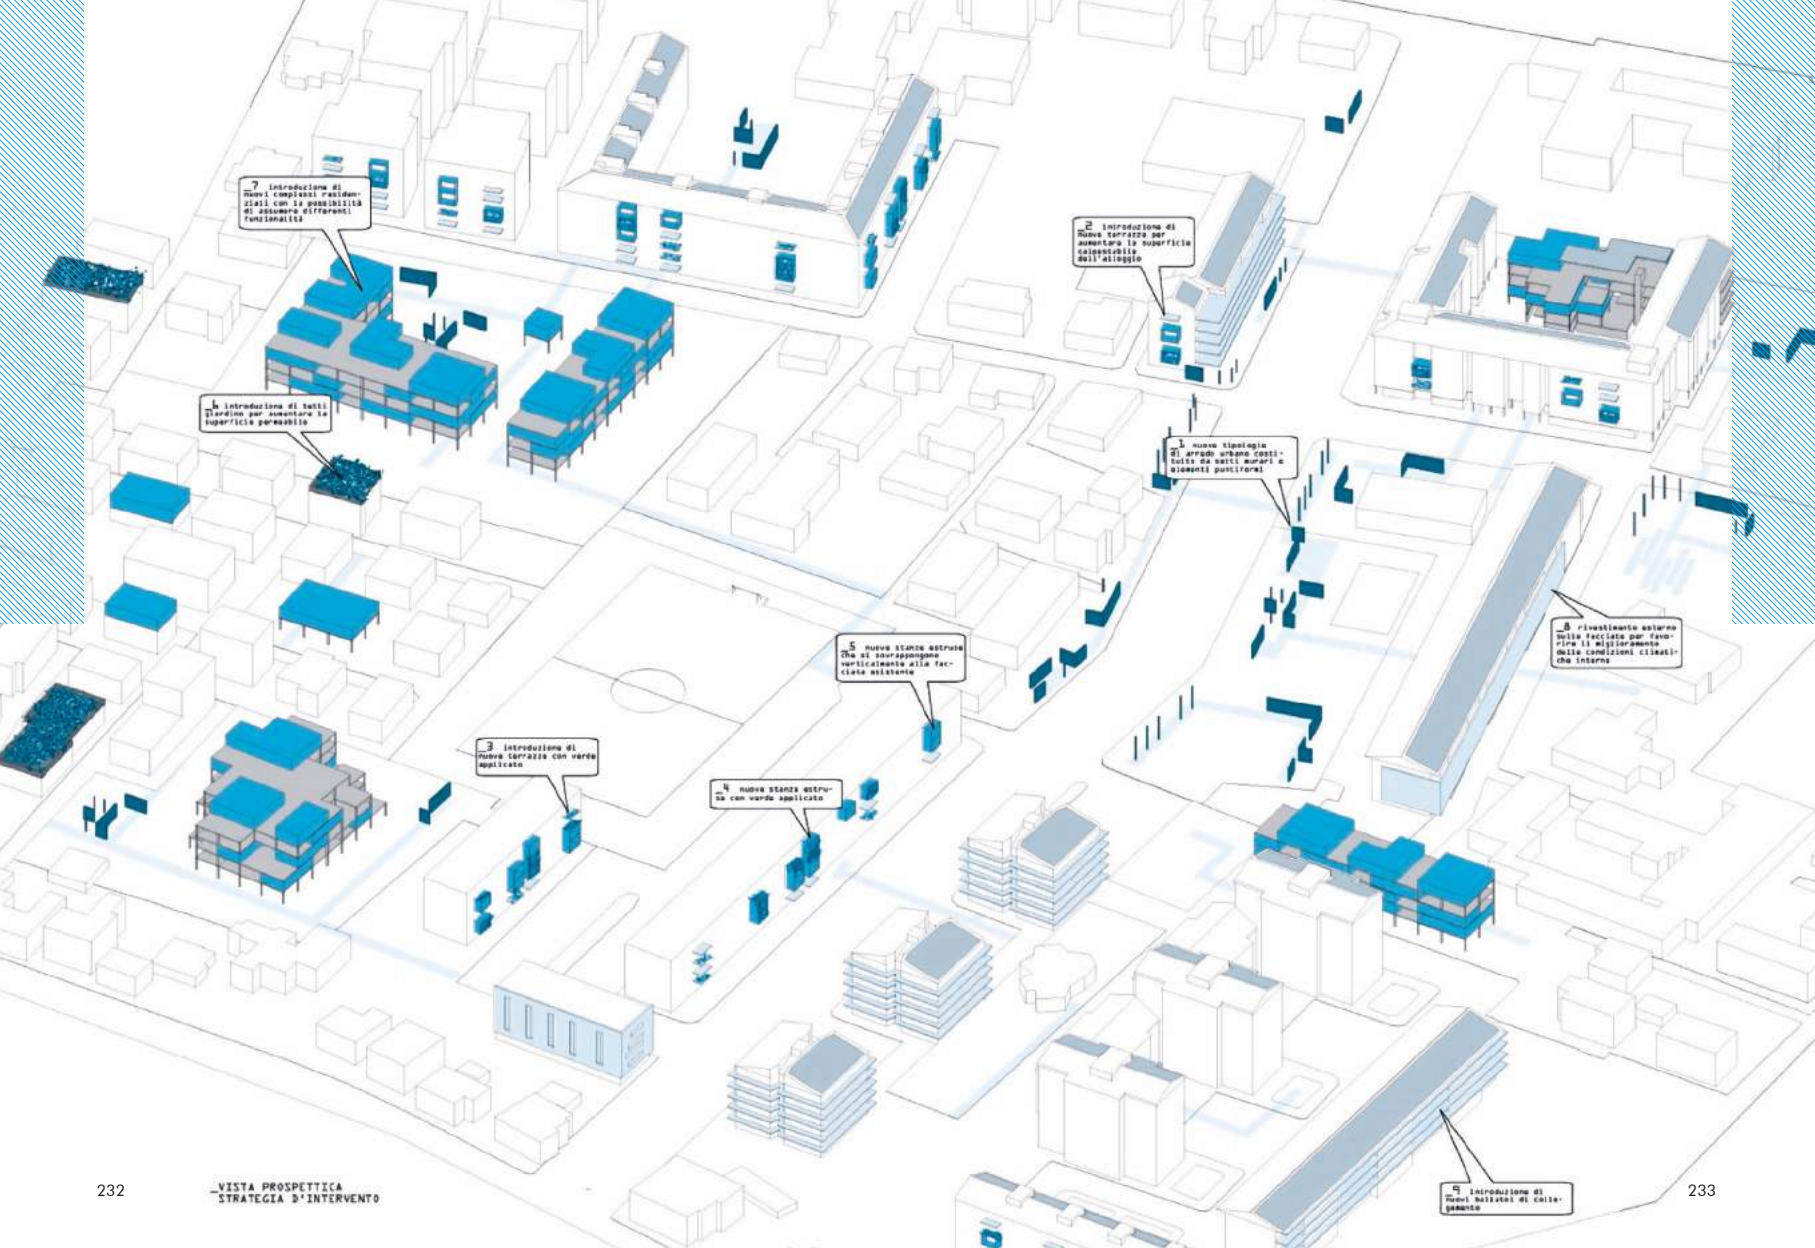 _7 introduzione di
nuovi complessi residen-
ziali con la possibilità
di assumere differenti
funzionalità
_2 introduzione di
nuove terrazze per
aumentare la superficie
calpestabile
dell'alloggio
_6 introduzione di tetti
giardino per aumentare la
superficie permeabile
_1 nuove tipologie
di arredo urbano costi-
tuito da setti murari e
elementi puntiformi
_5 nuove stanze estruse
che si sovrappongono
verticalmente alla fac-
ciata esistente
_8 rivestimento esterno
sulle facciate per favo-
rire il miglioramento
delle condizioni climati-
che interne
_3 introduzione di
nuove terrazze con verde
applicato
_4 nuove stanze estru-
se con verde applicato
_9 introduzione di
nuovi ballatoi di colle-
gamento
232
_VISTA PROSPETTICA
STRATEGIA D'INTERVENTO
233